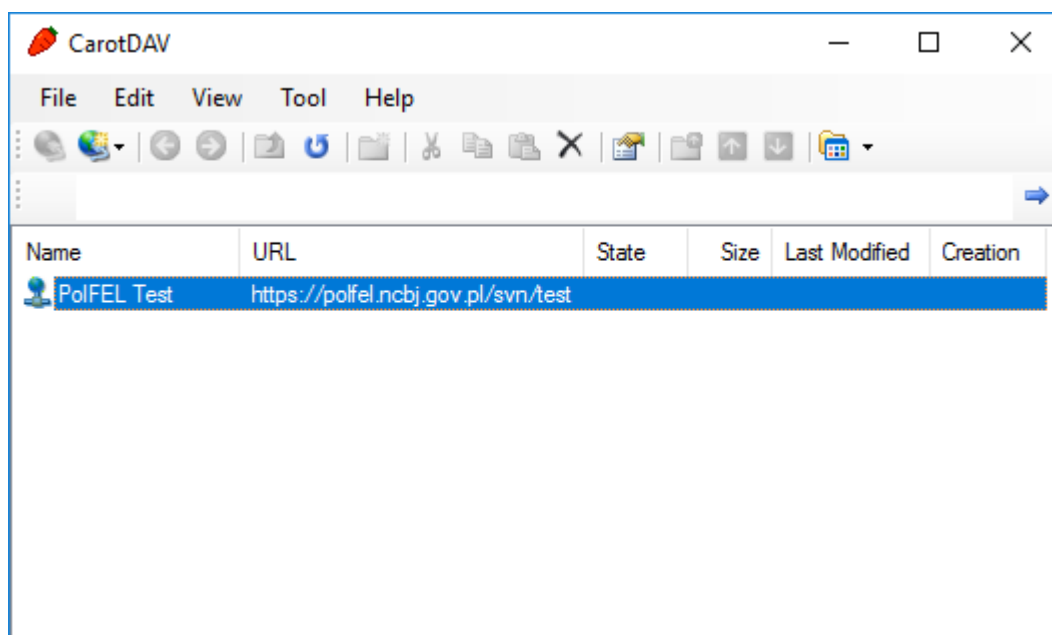 CarotDAV
File Edit View Tool Help
Name URL State Size Last Modified Creation
PolFEL Test https://polfel.ncbj.gov.pl/svn/test